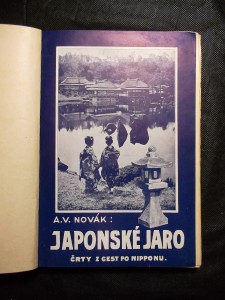 A.V. NOVÁK:
JAPONSKÉ JARO
ČRTY Z CEST PO NIPPONU.